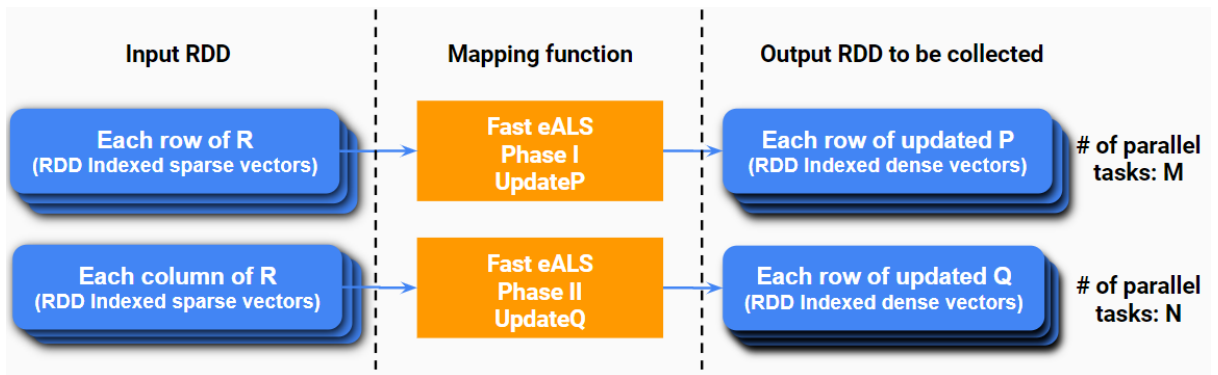 Input RDD
Mapping function
Output RDD to be collected
Each row of R
(RDD Indexed sparse vectors)
Fast eALS
Phase I
UpdateP
Each row of updated P
(RDD Indexed dense vectors)
# of parallel
tasks: M
Each column of R
(RDD Indexed sparse vectors)
Fast eALS
Phase II
UpdateQ
Each row of updated Q
(RDD Indexed dense vectors)
# of parallel
tasks: N